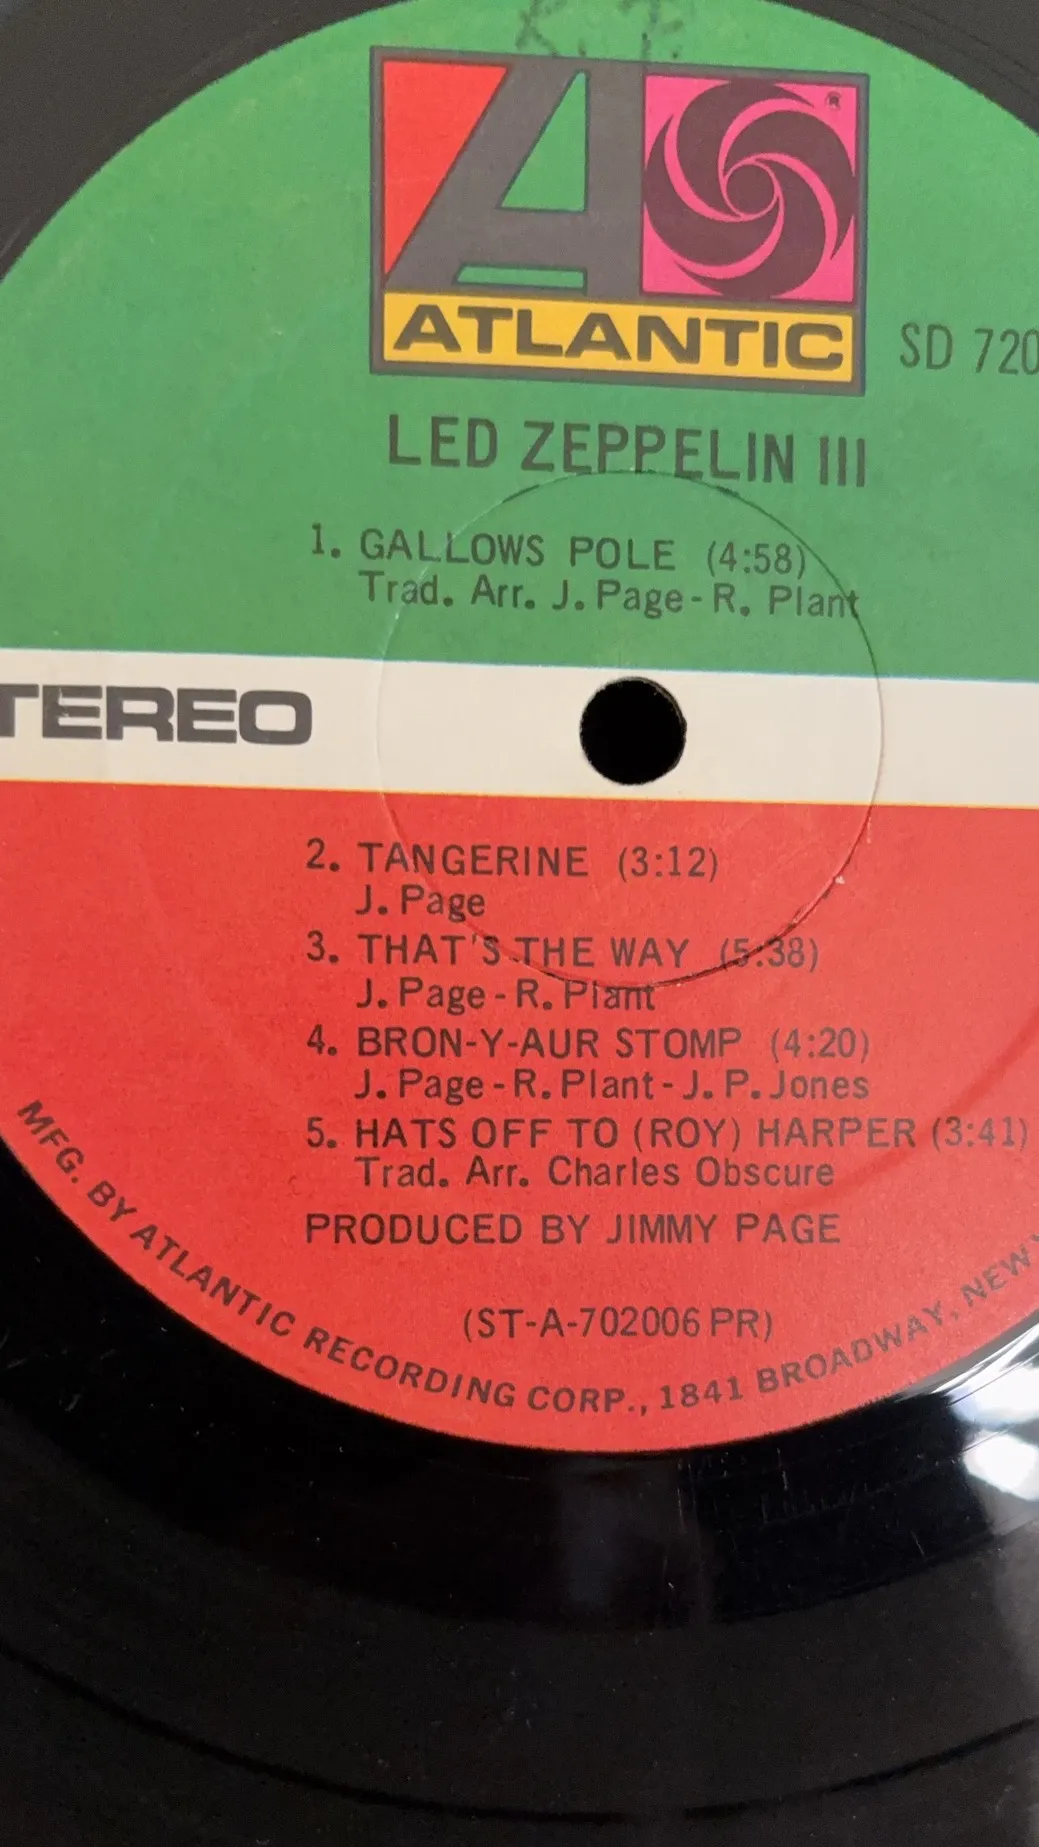 K. T.
®
ATLANTIC
SD 720
LED ZEPPELIN III
1. GALLOWS POLE (4:58)
Trad. Arr. J. Page - R. Plant
TEREO
2. TANGERINE (3:12)
J. Page
3. THAT'S THE WAY (5:38)
J. Page - R. Plant
4. BRON-Y-AUR STOMP (4:20)
J. Page - R. Plant - J. P. Jones
5. HATS OFF TO (ROY) HARPER (3:41)
Trad. Arr. Charles Obscure
PRODUCED BY JIMMY PAGE
(ST-A-702006 PR)
MFG. BY ATLANTIC RECORDING CORP., 1841 BROADWAY, NEW